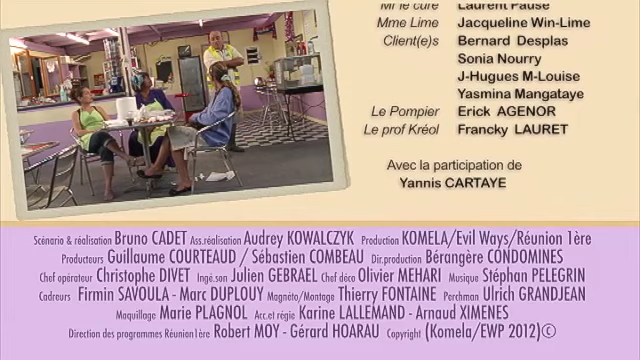 Mr le curé Laurent Pause
Mme Lime Jacqueline Win-Lime
Client(e)s Bernard Desplas
Sonia Nourry
J-Hugues M-Louise
Yasmina Mangataye
Le Pompier Erick AGENOR
Le prof Kréol Francky LAURET
Avec la participation de
Yannis CARTAYE
Scénario & réalisation Bruno CADET Ass.réalisation Audrey KOWALCZYK Production KOMELA/Evil Ways/Réunion 1ère
Producteurs Guillaume COURTEAU / Sébastien COMBEAU Dir.production Bérangère CONDOMINES
Chef opérateur Christophe DIVET Ingé.son Julien GEBRAEL Chef déco Olivier MEHARI Musique Stéphan PELEGRIN
Cadreurs Firmin SAVOULA - Marc DUPLOUY Magnéto/Montage Thierry FONTAINE Perchman Ulrich GRANDJEAN
Maquillage Marie PLAGNOL Acc.et régie Karine LALLEMAND - Arnaud XIMENES
Direction des programmes Réunion1ère Robert MOY - Gérard HOARAU Copyright (Komela/EWP 2012)©